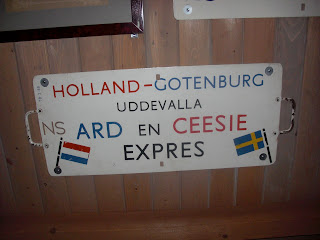 HOLLAND-GOTENBURG
UDDEVALLA
NS ARD EN CEESIE
EXPRES